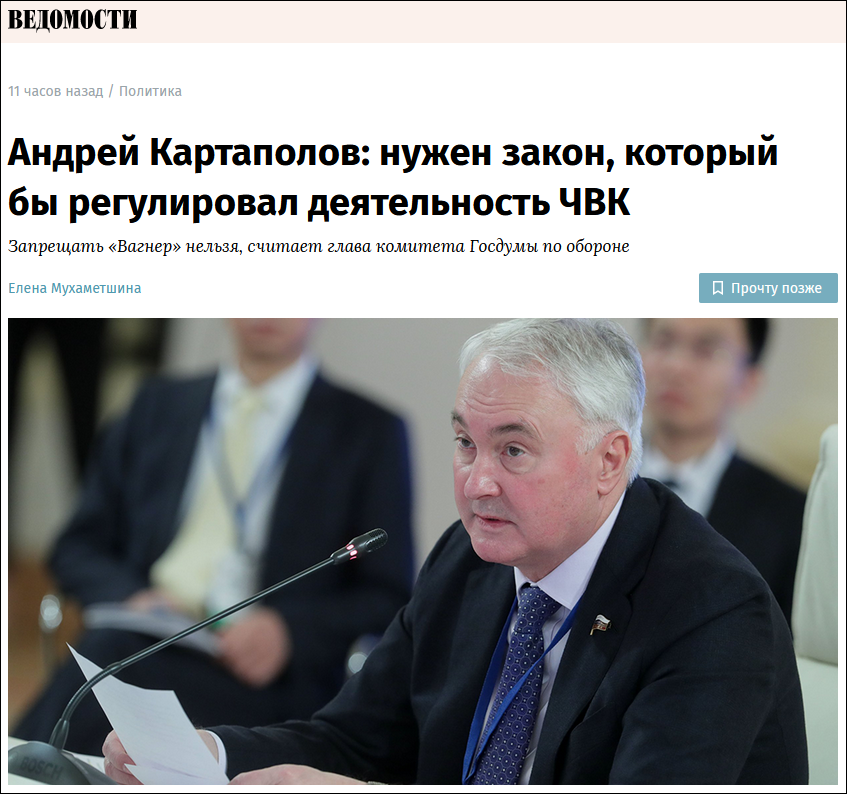 ВЕДОМОСТИ
11 часов назад / Политика
Андрей Картаполов: нужен закон, который
бы регулировал деятельность ЧВК
Запрещать «Вагнер» нельзя, считает глава комитета Госдумы по обороне
Елена Мухаметшина
Прочту позже
BOSCH